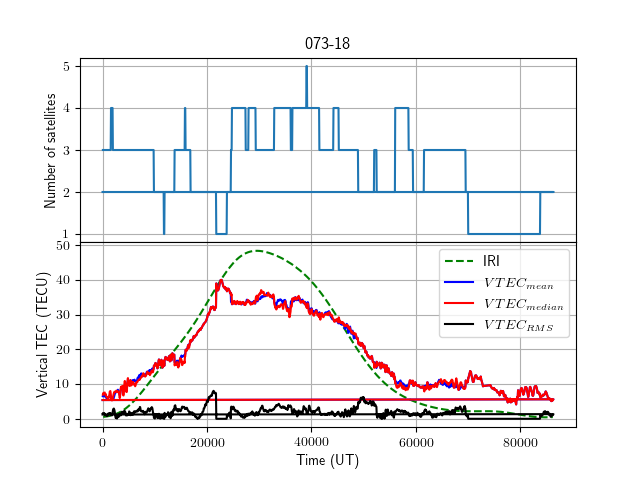 073-18
Number of satellites
5
4
3
2
1
Vertical TEC (TECU)
50
40
30
20
10
0
IRI
VTEC_mean
VTEC_median
VTEC_RMS
0 20000 40000 60000 80000
Time (UT)